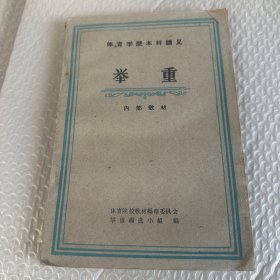 体育学院本科讲义
举重
内部教材
体育院校教材编审委员会
举重编选小组 编